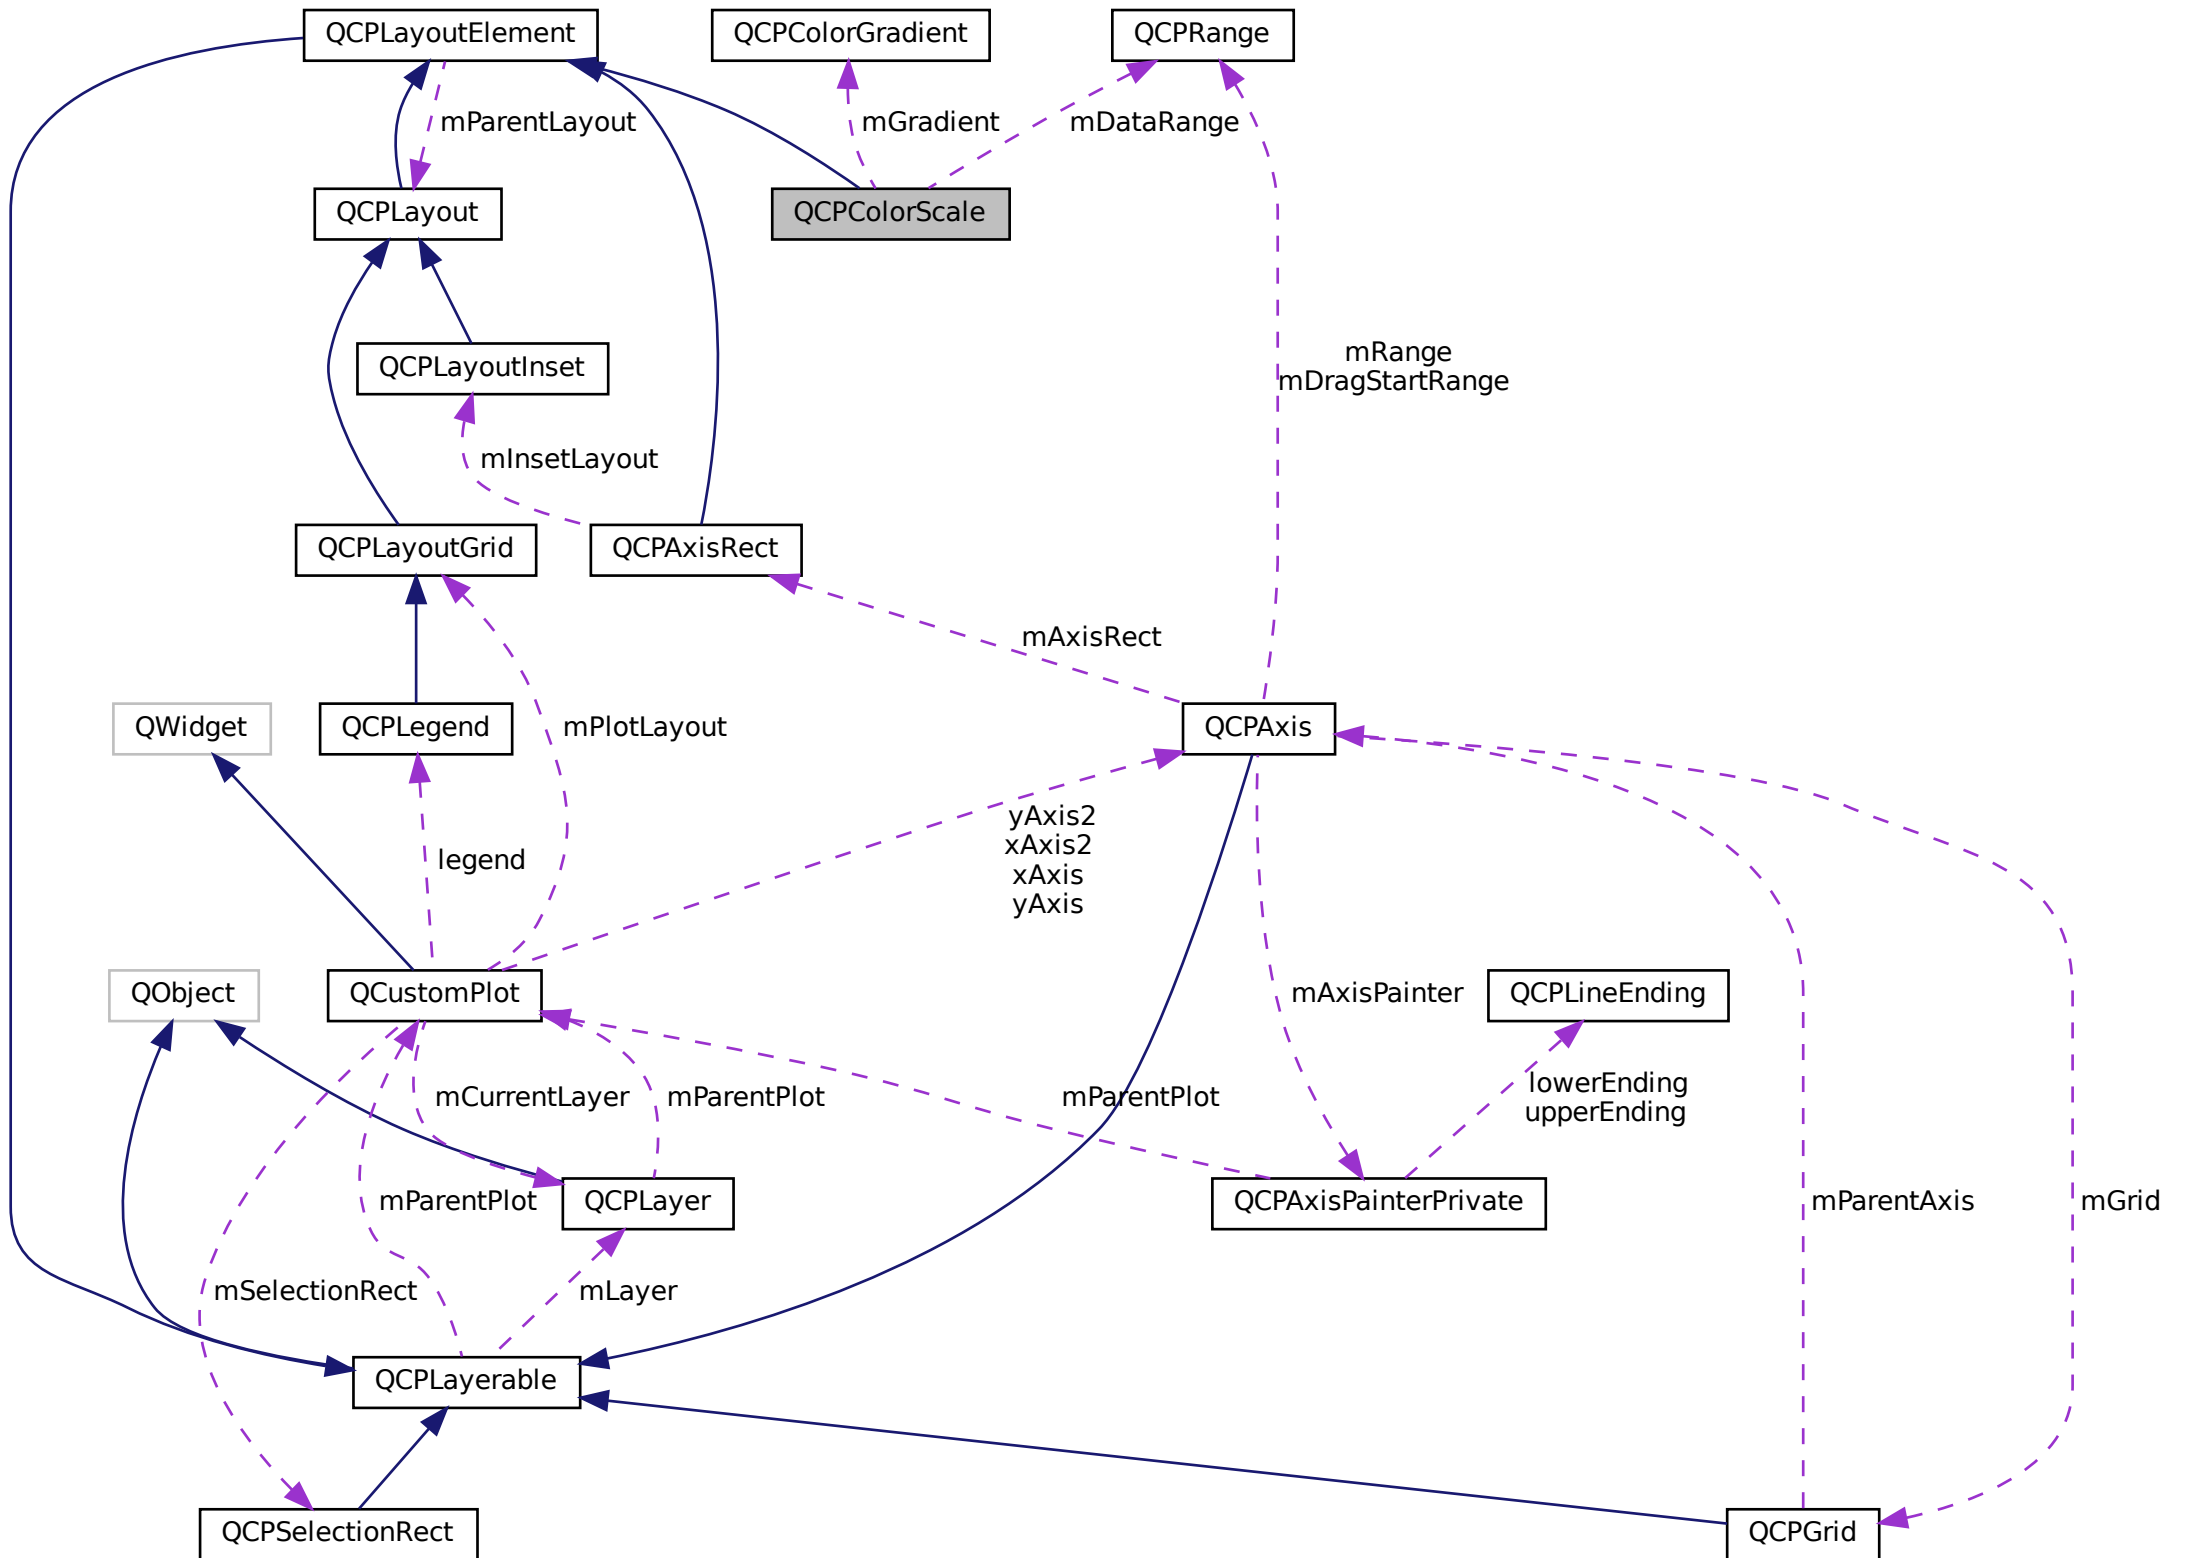 QCPLayoutElement
QCPColorGradient
QCPRange
mParentLayout
mGradient
mDataRange
QCPLayout
QCPColorScale
mRange
mDragStartRange
QCPLayoutInset
mInsetLayout
QCPLayoutGrid
QCPAxisRect
mAxisRect
QWidget
QCPLegend
mPlotLayout
QCPAxis
yAxis2
xAxis2
xAxis
yAxis
legend
QObject
QCustomPlot
mAxisPainter
QCPLineEnding
mCurrentLayer
mParentPlot
mParentPlot
lowerEnding
upperEnding
mParentPlot
QCPLayer
QCPAxisPainterPrivate
mParentAxis
mGrid
mSelectionRect
mLayer
QCPLayerable
QCPSelectionRect
QCPGrid